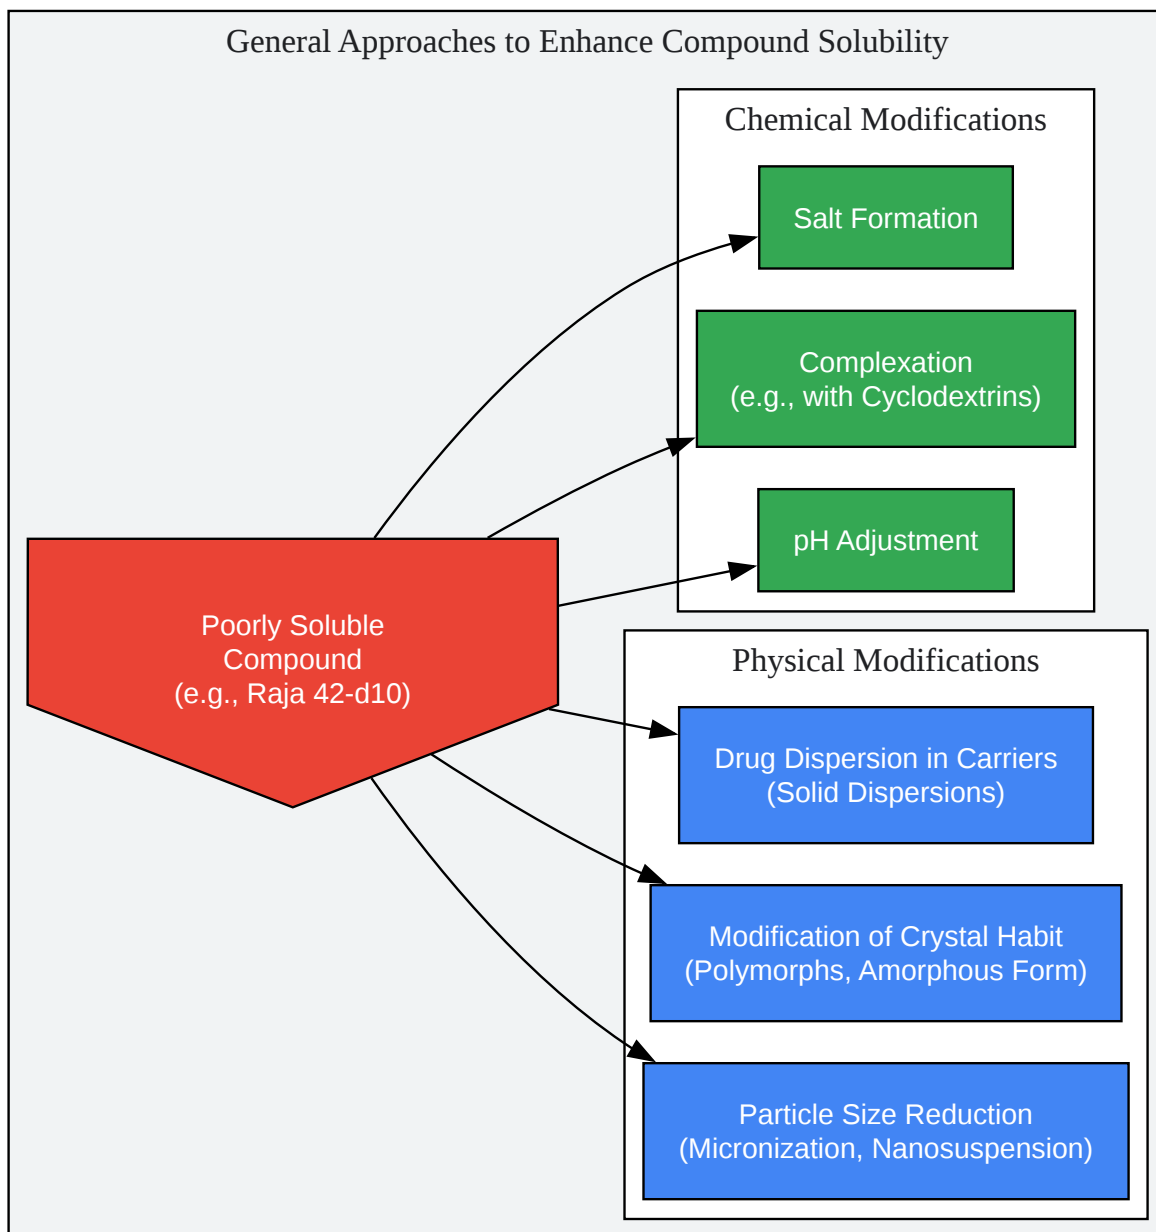 General Approaches to Enhance Compound Solubility
Chemical Modifications
Salt Formation
Complexation
(e.g., with Cyclodextrins)
pH Adjustment
Poorly Soluble
Compound
(e.g., Raja 42-d10)
Physical Modifications
Drug Dispersion in Carriers
(Solid Dispersions)
Modification of Crystal Habit
(Polymorphs, Amorphous Form)
Particle Size Reduction
(Micronization, Nanosuspension)